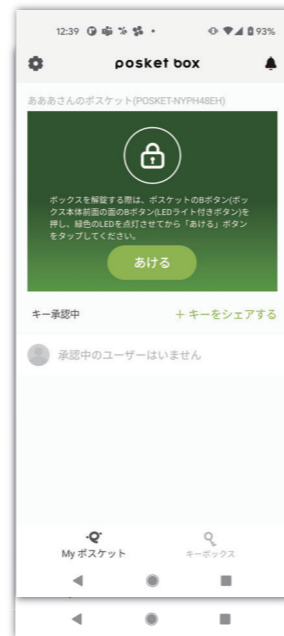 12:39
93%
posket box
あああさんのポスケット(POSKET-NYPH48EH)
ボックスを解錠する際は、ポスケットのBボタン(ボッ
クス本体前面の面のBボタン(LEDライト付きボタン)を
押し、緑色のLEDを点灯させてから「あける」ボタン
をタップしてください。
あける
キー承認中
+ キーをシェアする
承認中のユーザーはいません
My ポスケット
キーボックス